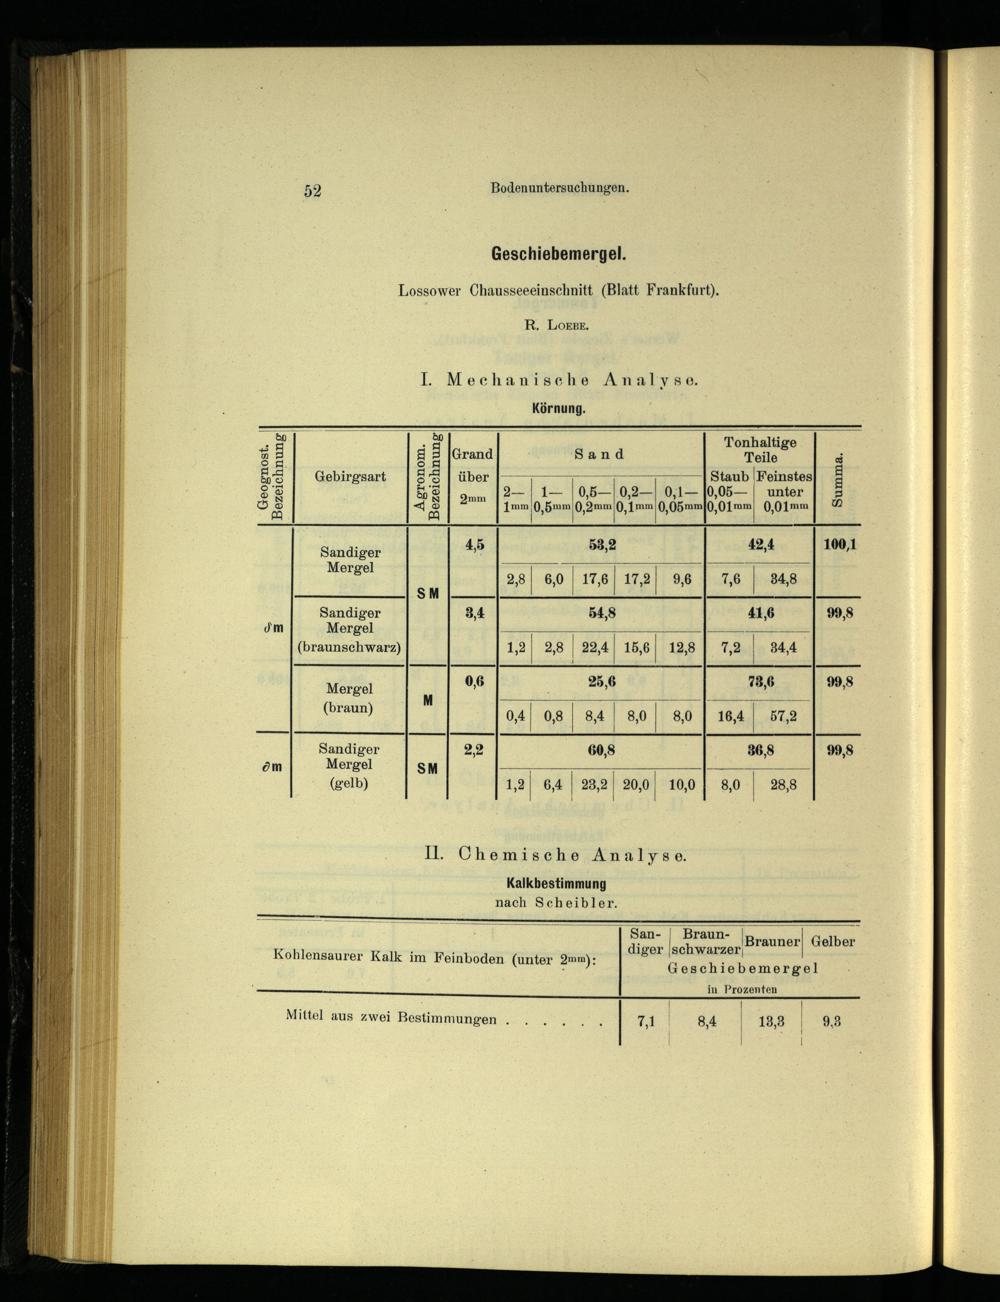 52 Bodenuntersuchungen.
Geschiebemergel.
Lossower Chausseeeinschnitt (Blatt Frankfurt).
R. Loebe.
I. Mechanische Analyse.
Körnung.
Geognost. Bezeichnung | Gebirgsart | Agronom. Bezeichnung | Grand über 2mm | Sand | Tonhaltige Teile | Summa.
2—1mm | 1—0,5mm | 0,5—0,2mm | 0,2—0,1mm | 0,1—0,05mm | Staub 0,05—0,01mm | Feinstes unter 0,01mm
∂m | Sandiger Mergel | SM | 4,5 | 53,2 | 42,4 | 100,1
2,8 | 6,0 | 17,6 | 17,2 | 9,6 | 7,6 | 34,8
Sandiger Mergel (braunschwarz) | 3,4 | 54,8 | 41,6 | 99,8
1,2 | 2,8 | 22,4 | 15,6 | 12,8 | 7,2 | 34,4
Mergel (braun) | M | 0,6 | 25,6 | 73,6 | 99,8
0,4 | 0,8 | 8,4 | 8,0 | 8,0 | 16,4 | 57,2
∂m | Sandiger Mergel (gelb) | SM | 2,2 | 60,8 | 36,8 | 99,8
1,2 | 6,4 | 23,2 | 20,0 | 10,0 | 8,0 | 28,8
II. Chemische Analyse.
Kalkbestimmung
nach Scheibler.
Kohlensaurer Kalk im Feinboden (unter 2mm): | San-diger | Braun-schwarzer | Brauner | Gelber
Geschiebemergel
in Prozenten
Mittel aus zwei Bestimmungen . . . . . . | 7,1 | 8,4 | 13,3 | 9,3